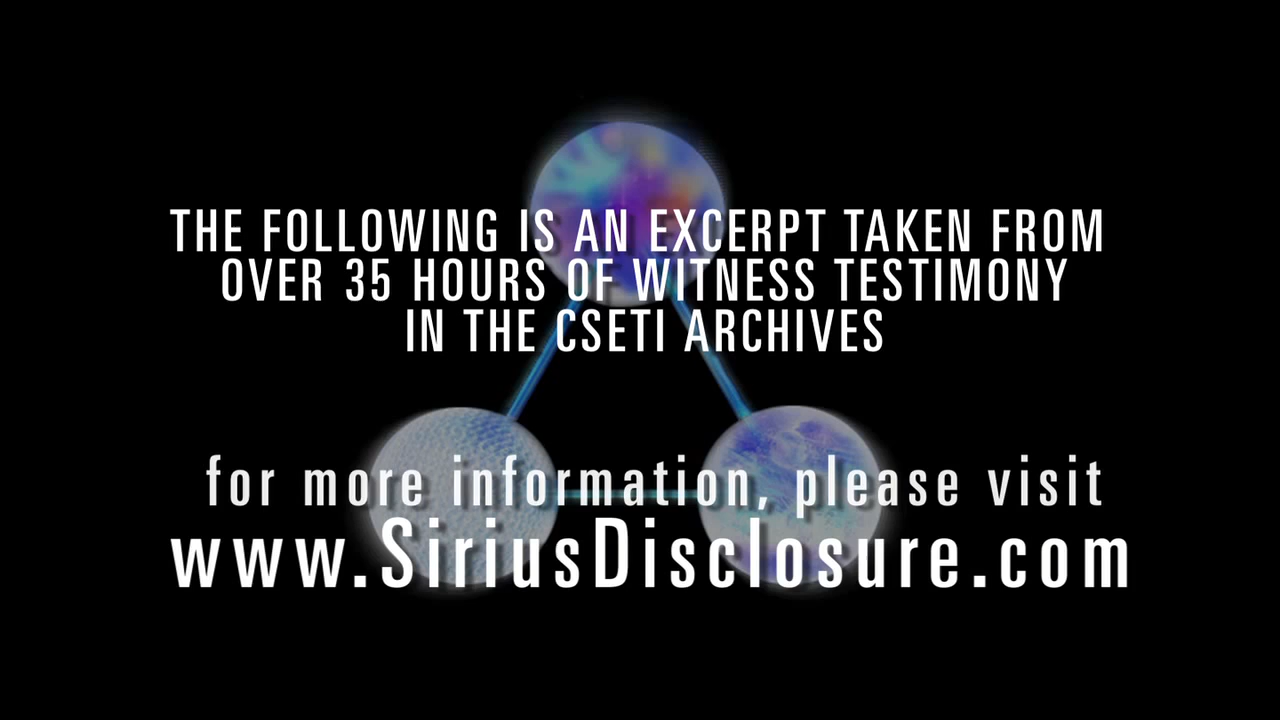 THE FOLLOWING IS AN EXCERPT TAKEN FROM
OVER 35 HOURS OF WITNESS TESTIMONY
IN THE CSETI ARCHIVES
for more information, please visit
www.SiriusDisclosure.com